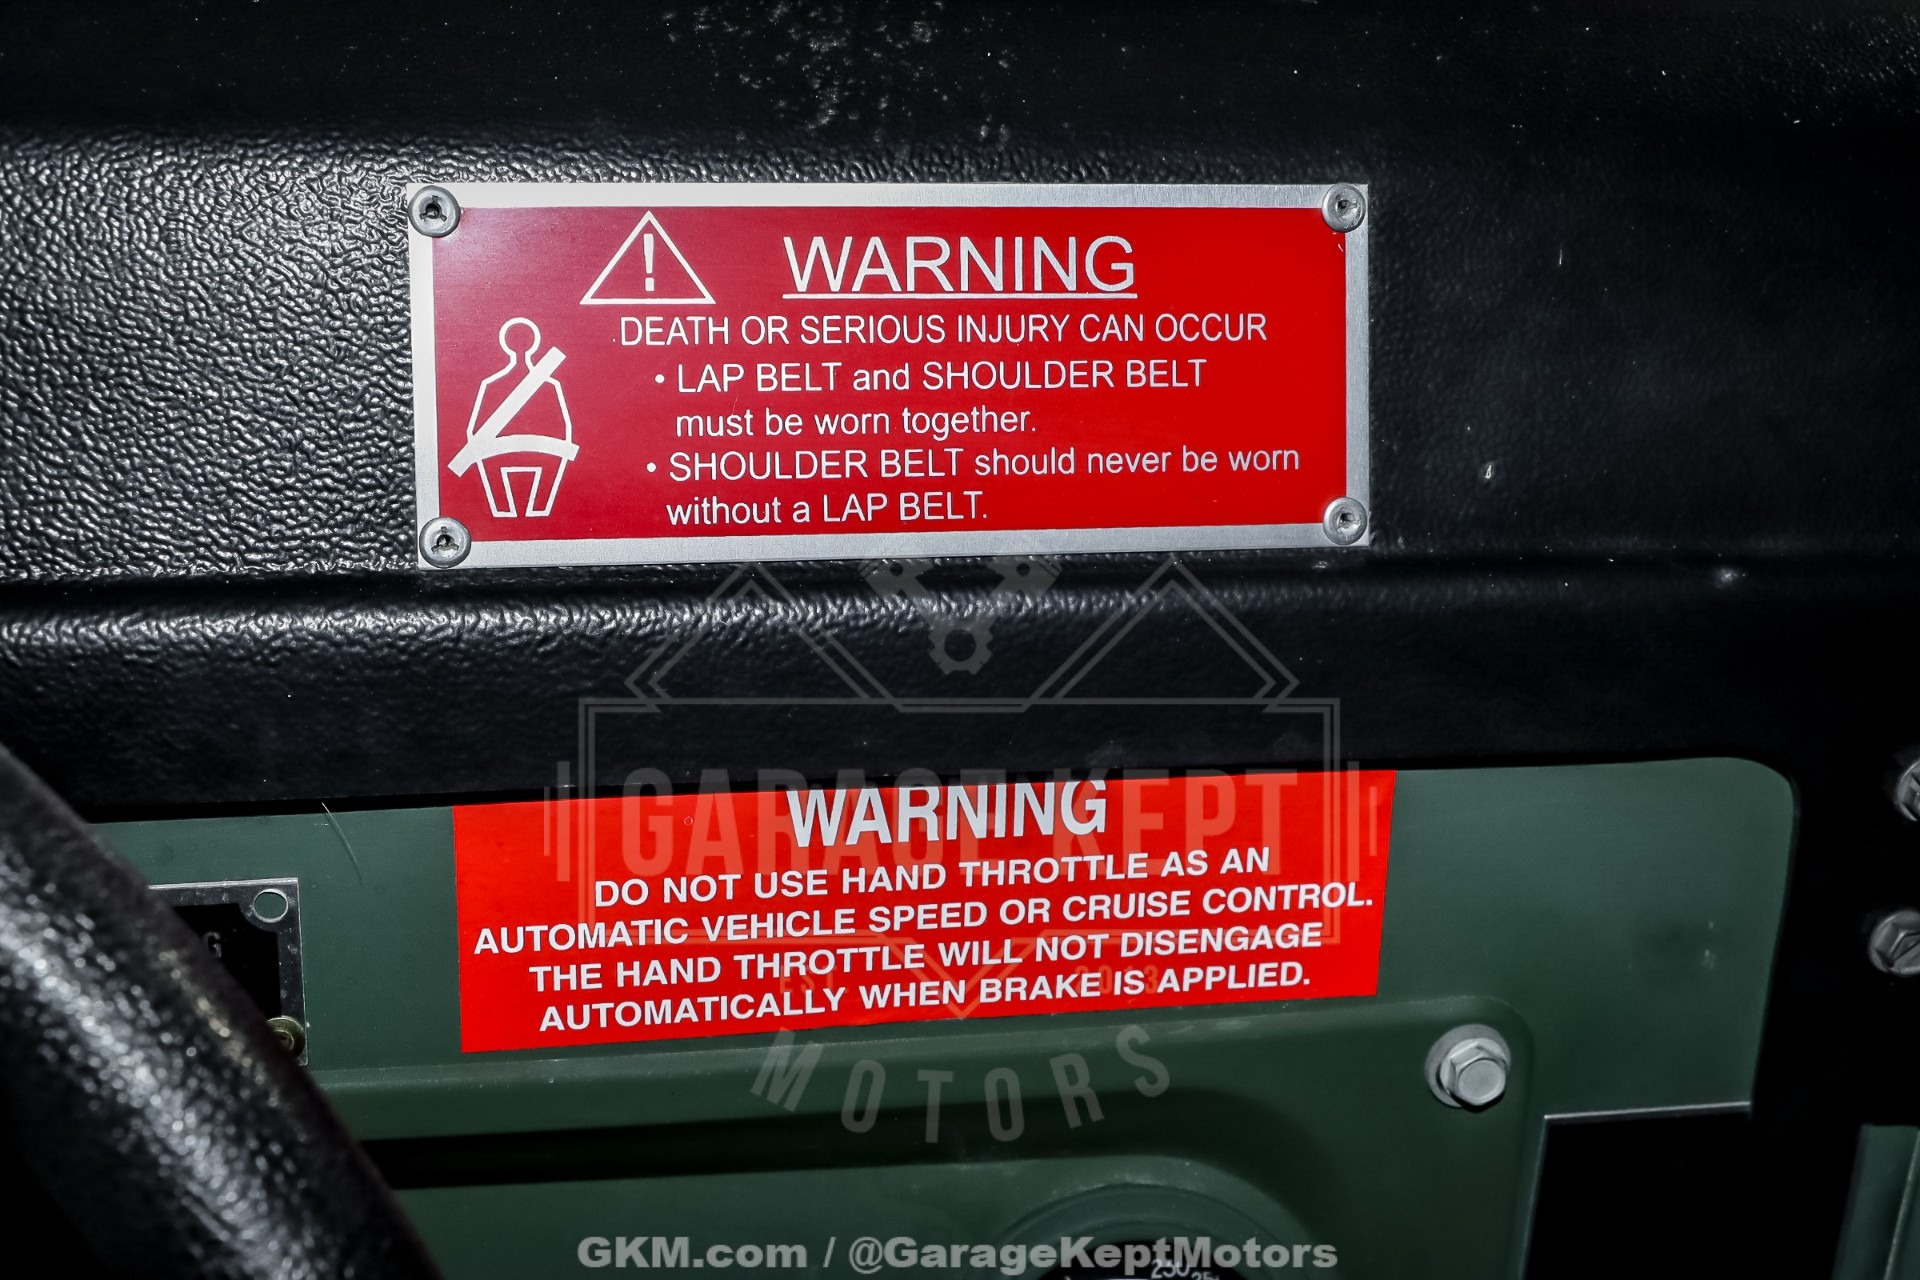 WARNING
DEATH OR SERIOUS INJURY CAN OCCUR
• LAP BELT and SHOULDER BELT
must be worn together.
• SHOULDER BELT should never be worn
without a LAP BELT.
WARNING
DO NOT USE HAND THROTTLE AS AN
AUTOMATIC VEHICLE SPEED OR CRUISE CONTROL.
THE HAND THROTTLE WILL NOT DISENGAGE
AUTOMATICALLY WHEN BRAKE IS APPLIED.
G
GARAGE KEPT
EST 2013
MOTORS
GKM.com / @GarageKeptMotors